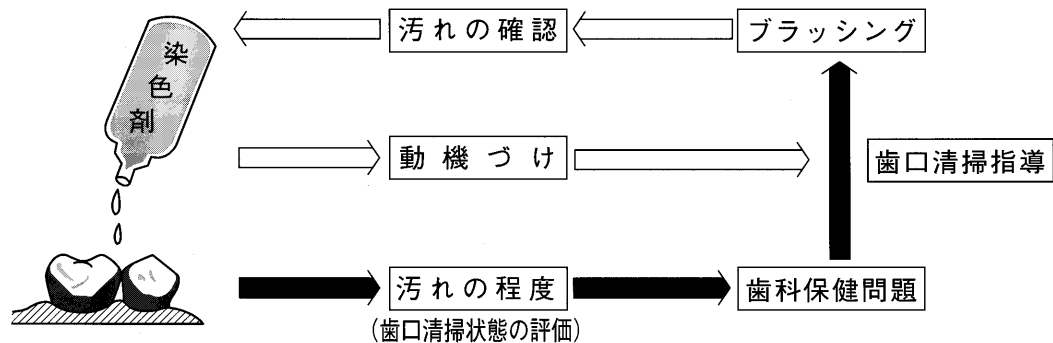 汚れの確認
ブラッシング
染色剤
動機づけ
歯口清掃指導
汚れの程度
歯科保健問題
(歯口清掃状態の評価)